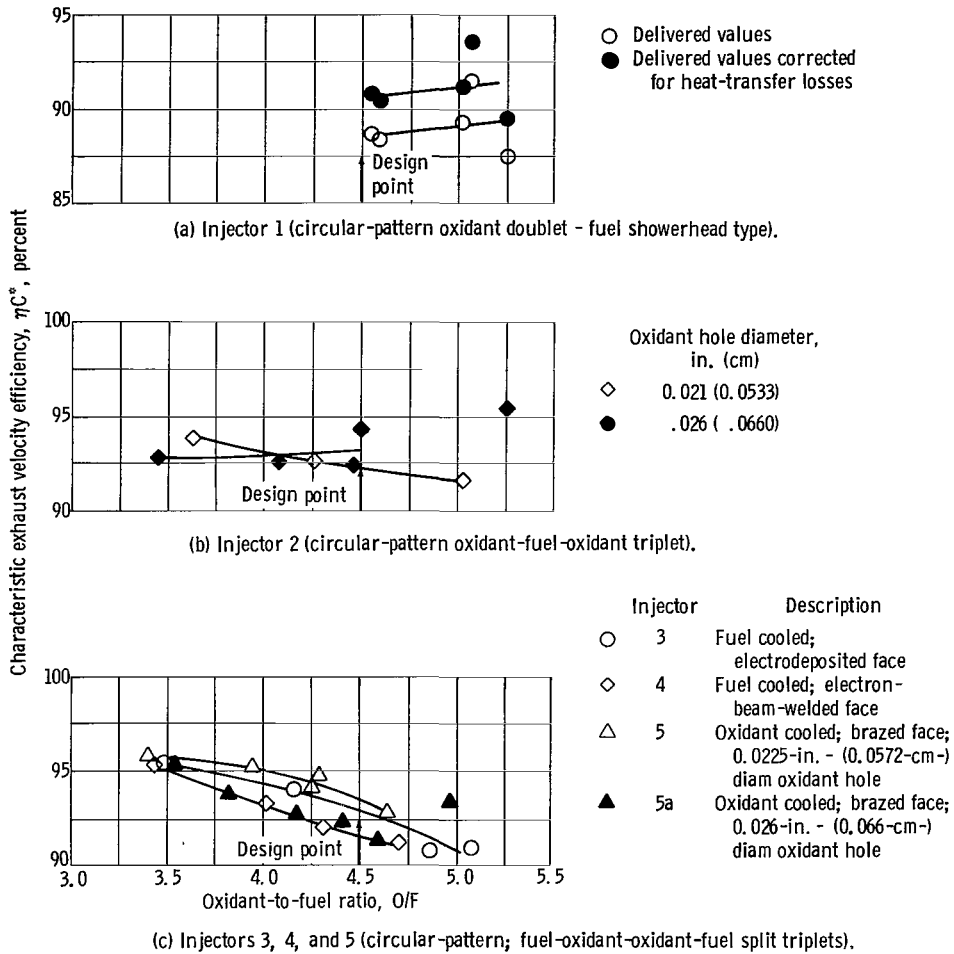 95
90
85
Design
point
Delivered values
Delivered values corrected
for heat-transfer losses
(a) Injector 1 (circular-pattern oxidant doublet - fuel showerhead type).
Characteristic exhaust velocity efficiency, ηC*, percent
100
95
90
Design point
Oxidant hole diameter,
in. (cm)
0.021 (0.0533)
.026 ( .0660)
(b) Injector 2 (circular-pattern oxidant-fuel-oxidant triplet).
100
95
90
Design point
3.0 3.5 4.0 4.5 5.0 5.5
Oxidant-to-fuel ratio, O/F
Injector Description
3 Fuel cooled;
electrodeposited face
4 Fuel cooled; electron-
beam-welded face
5 Oxidant cooled; brazed face;
0.0225-in. - (0.0572-cm-)
diam oxidant hole
5a Oxidant cooled; brazed face;
0.026-in. - (0.066-cm-)
diam oxidant hole
(c) Injectors 3, 4, and 5 (circular-pattern; fuel-oxidant-oxidant-fuel split triplets).